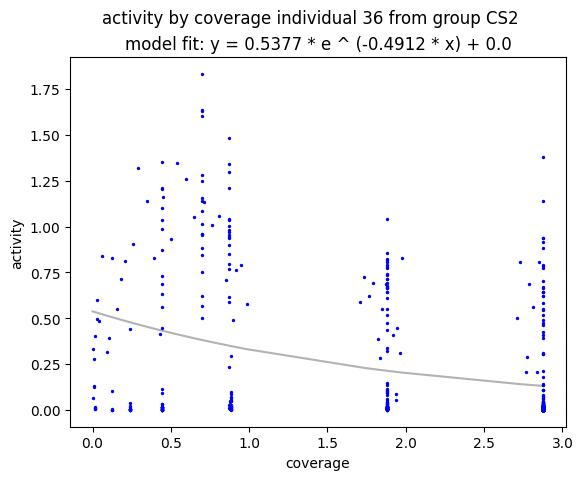 activity by coverage individual 36 from group CS2
model fit: y = 0.5377 * e ^ (-0.4912 * x) + 0.0
1.75
1.50
1.25
1.00
0.75
0.50
0.25
0.00
activity
0.0 0.5 1.0 1.5 2.0 2.5 3.0
coverage